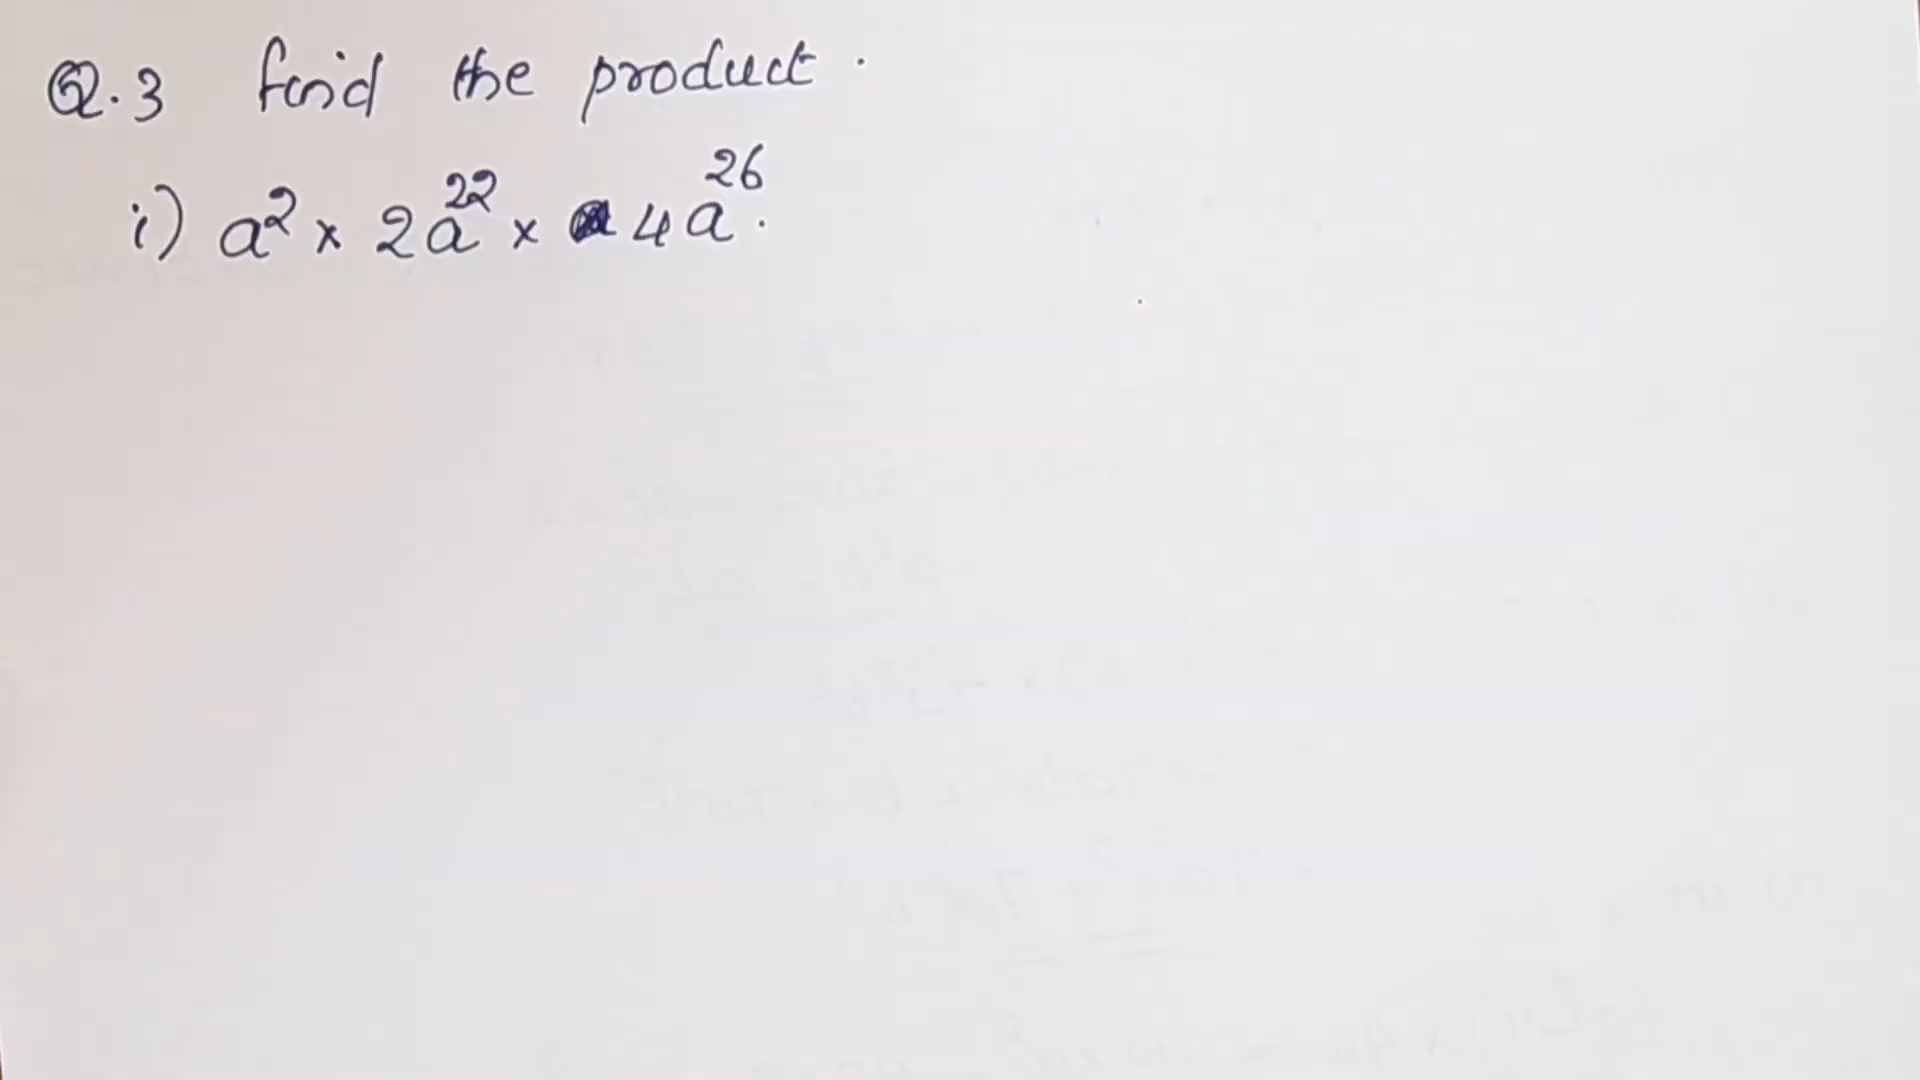 Q.3 find the product.
i) a² × 2a²² × 4a²⁶.